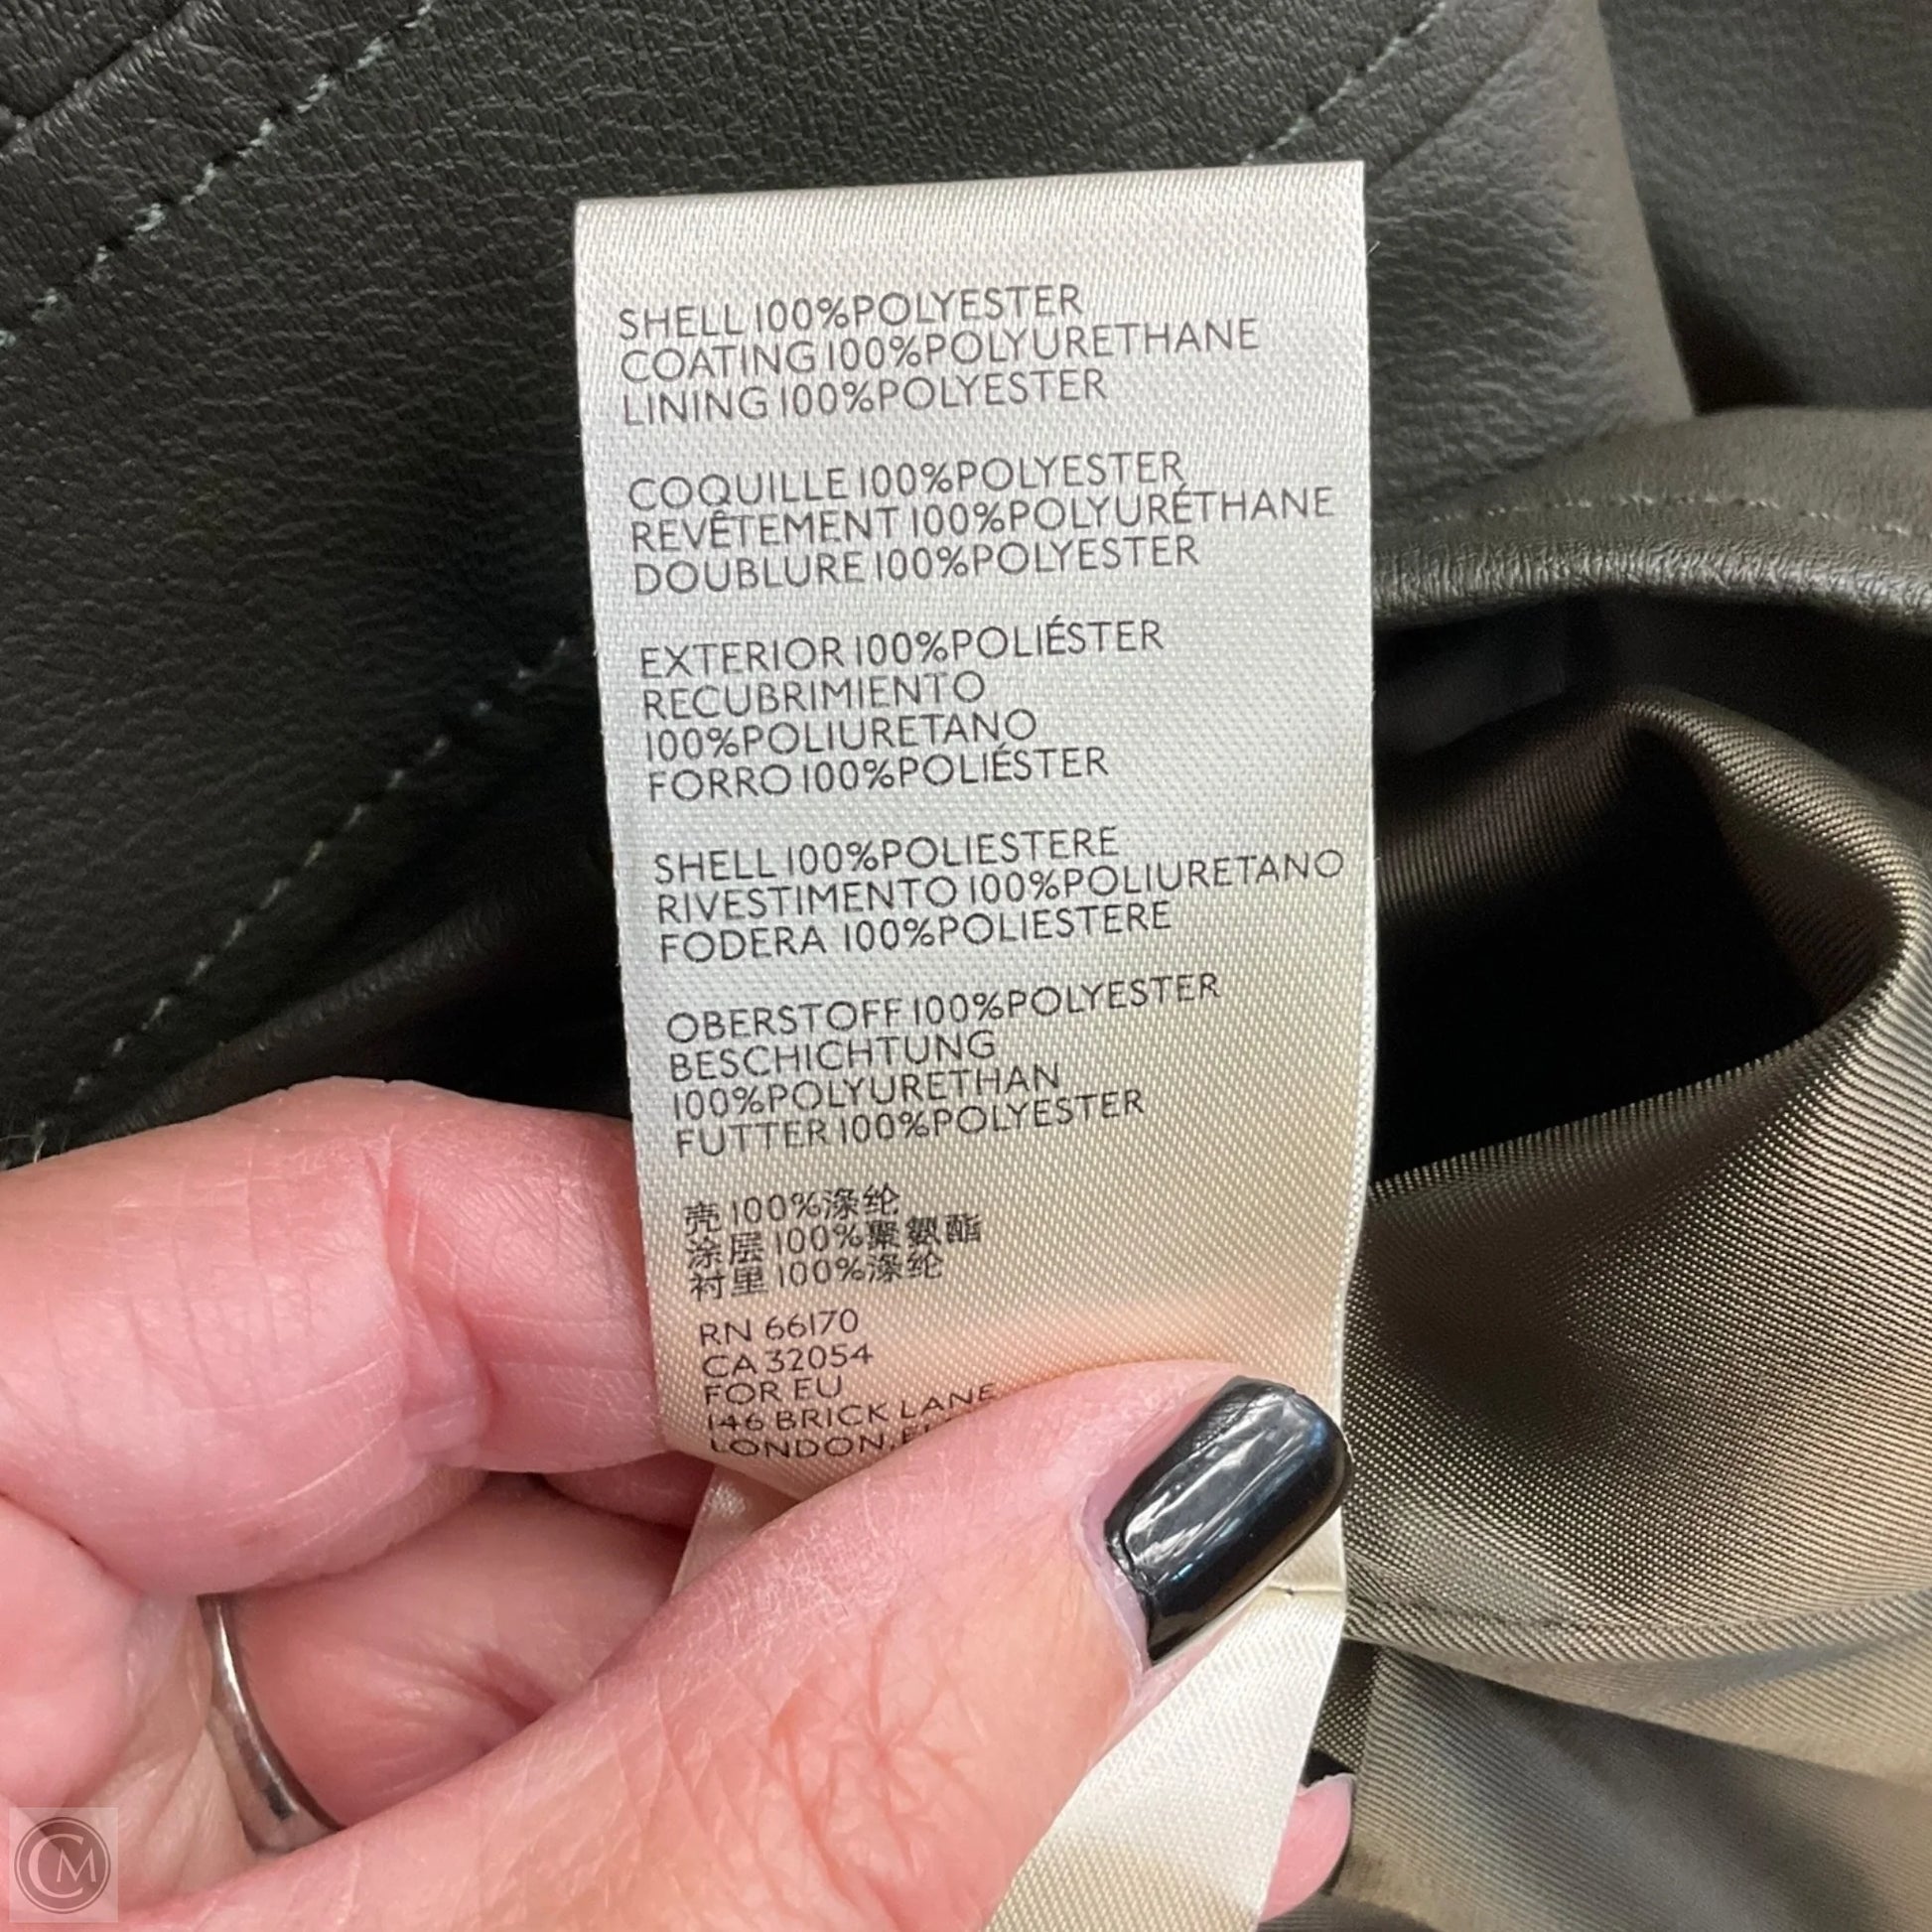 SHELL 100%POLYESTER
COATING 100%POLYURETHANE
LINING 100%POLYESTER
COQUILLE 100%POLYESTER
REVÊTEMENT 100%POLYURÉTHANE
DOUBLURE 100%POLYESTER
EXTERIOR 100%POLIÉSTER
RECUBRIMIENTO
100%POLIURETANO
FORRO 100%POLIÉSTER
SHELL 100%POLIESTERE
RIVESTIMENTO 100%POLIURETANO
FODERA 100%POLIESTERE
OBERSTOFF 100%POLYESTER
BESCHICHTUNG
100%POLYURETHAN
FUTTER 100%POLYESTER
壳 100%涤纶
涂层 100%聚氨酯
衬里 100%涤纶
RN 66170
CA 32054
FOR EU
146 BRICK LANE
LONDON,
CM